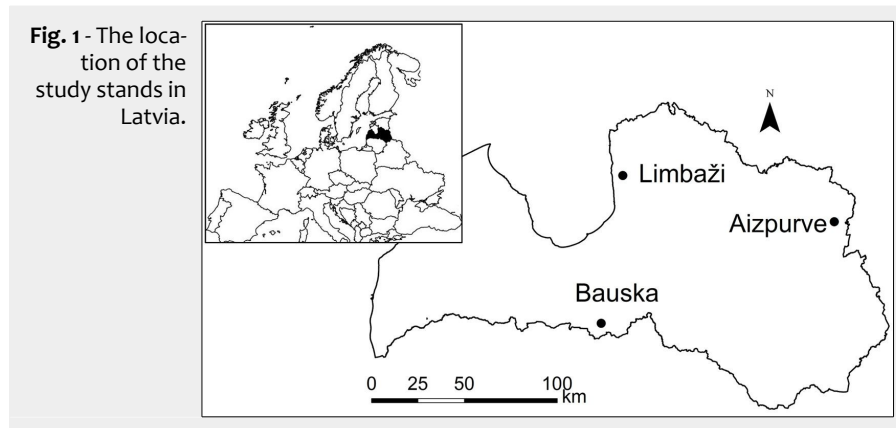 Fig. 1 - The loca-
tion of the
study stands in
Latvia.
N
Limbaži
Aizpurve
Bauska
0 25 50 100
km